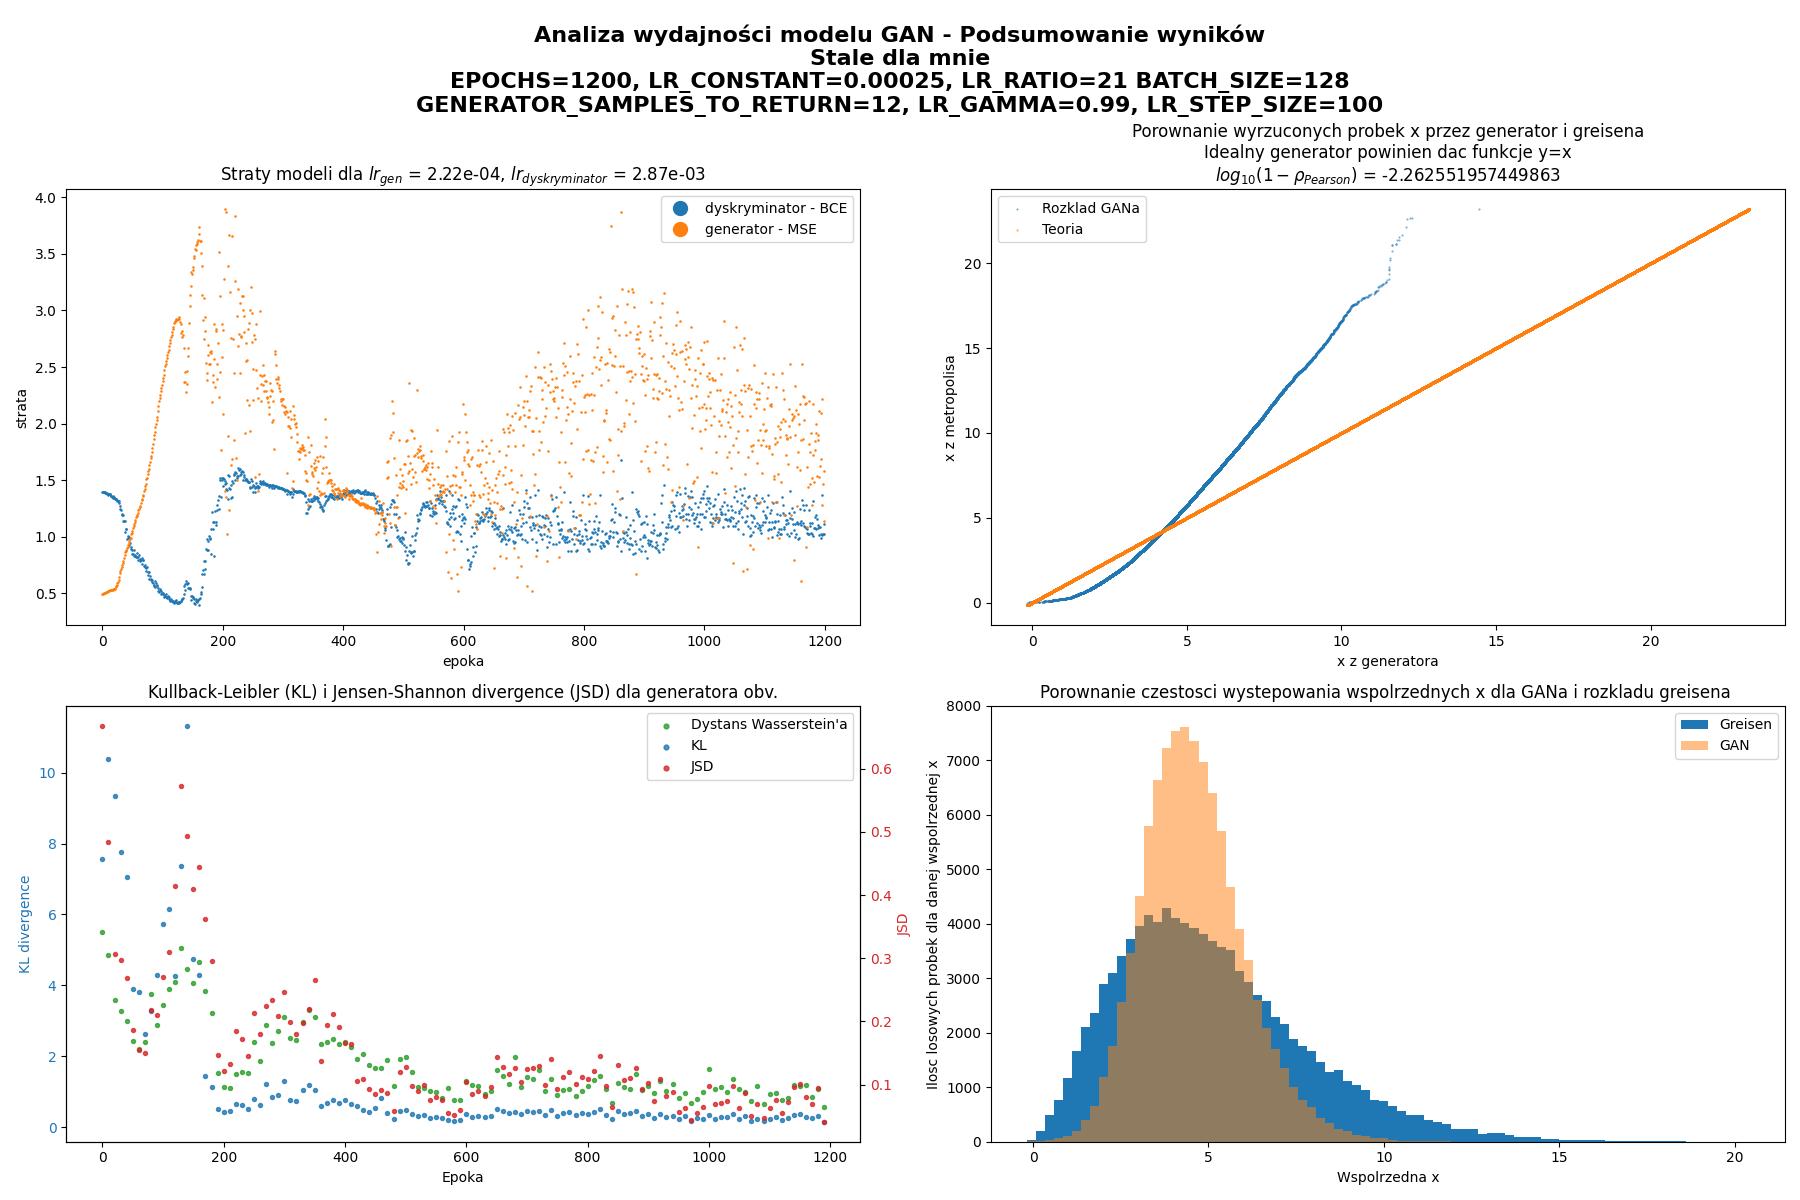 Analiza wydajności modelu GAN - Podsumowanie wyników
Stale dla mnie
EPOCHS=1200, LR_CONSTANT=0.00025, LR_RATIO=21 BATCH_SIZE=128
GENERATOR_SAMPLES_TO_RETURN=12, LR_GAMMA=0.99, LR_STEP_SIZE=100
Straty modeli dla lr_gen = 2.22e-04, lr_dyskryminator = 2.87e-03
4.0
3.5
3.0
2.5
2.0
1.5
1.0
0.5
strata
dyskryminator - BCE
generator - MSE
0 200 400 600 800 1000 1200
epoka
Porownanie wyrzuconych probek x przez generator i greisena
Idealny generator powinien dac funkcje y=x
log_10(1 − ρ_Pearson) = -2.262551957449863
Rozklad GANa
Teoria
20
15
10
5
0
x z metropolisa
0 5 10 15 20
x z generatora
Kullback-Leibler (KL) i Jensen-Shannon divergence (JSD) dla generatora obv.
Dystans Wasserstein'a
KL
JSD
10
8
6
4
2
0
KL divergence
0.6
0.5
0.4
0.3
0.2
0.1
JSD
0 200 400 600 800 1000 1200
Epoka
Porownanie czestosci wystepowania wspolrzednych x dla GANa i rozkladu greisena
Greisen
GAN
8000
7000
6000
5000
4000
3000
2000
1000
0
Ilosc losowych probek dla danej wspolrzednej x
0 5 10 15 20
Wspolrzedna x